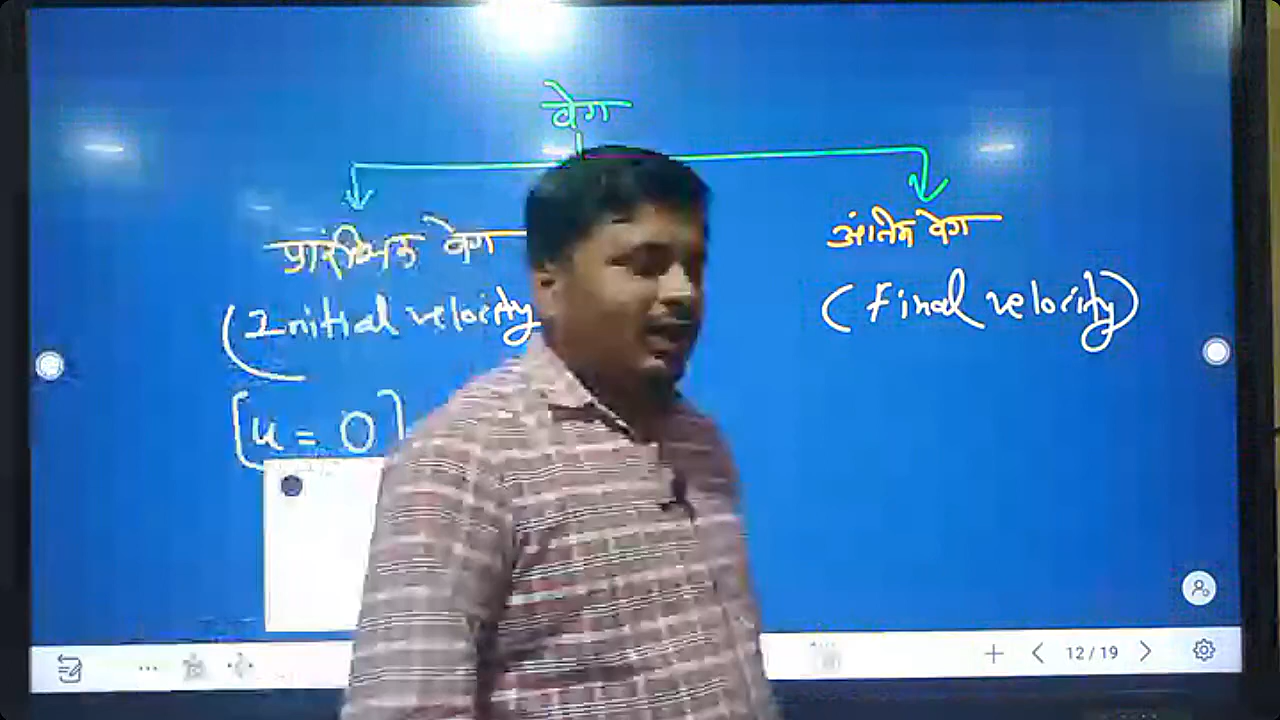 वेग
प्रारंभिक वेग
अंतिम वेग
(Initial velocity
(Final velocity)
[u = 0]
12 / 19